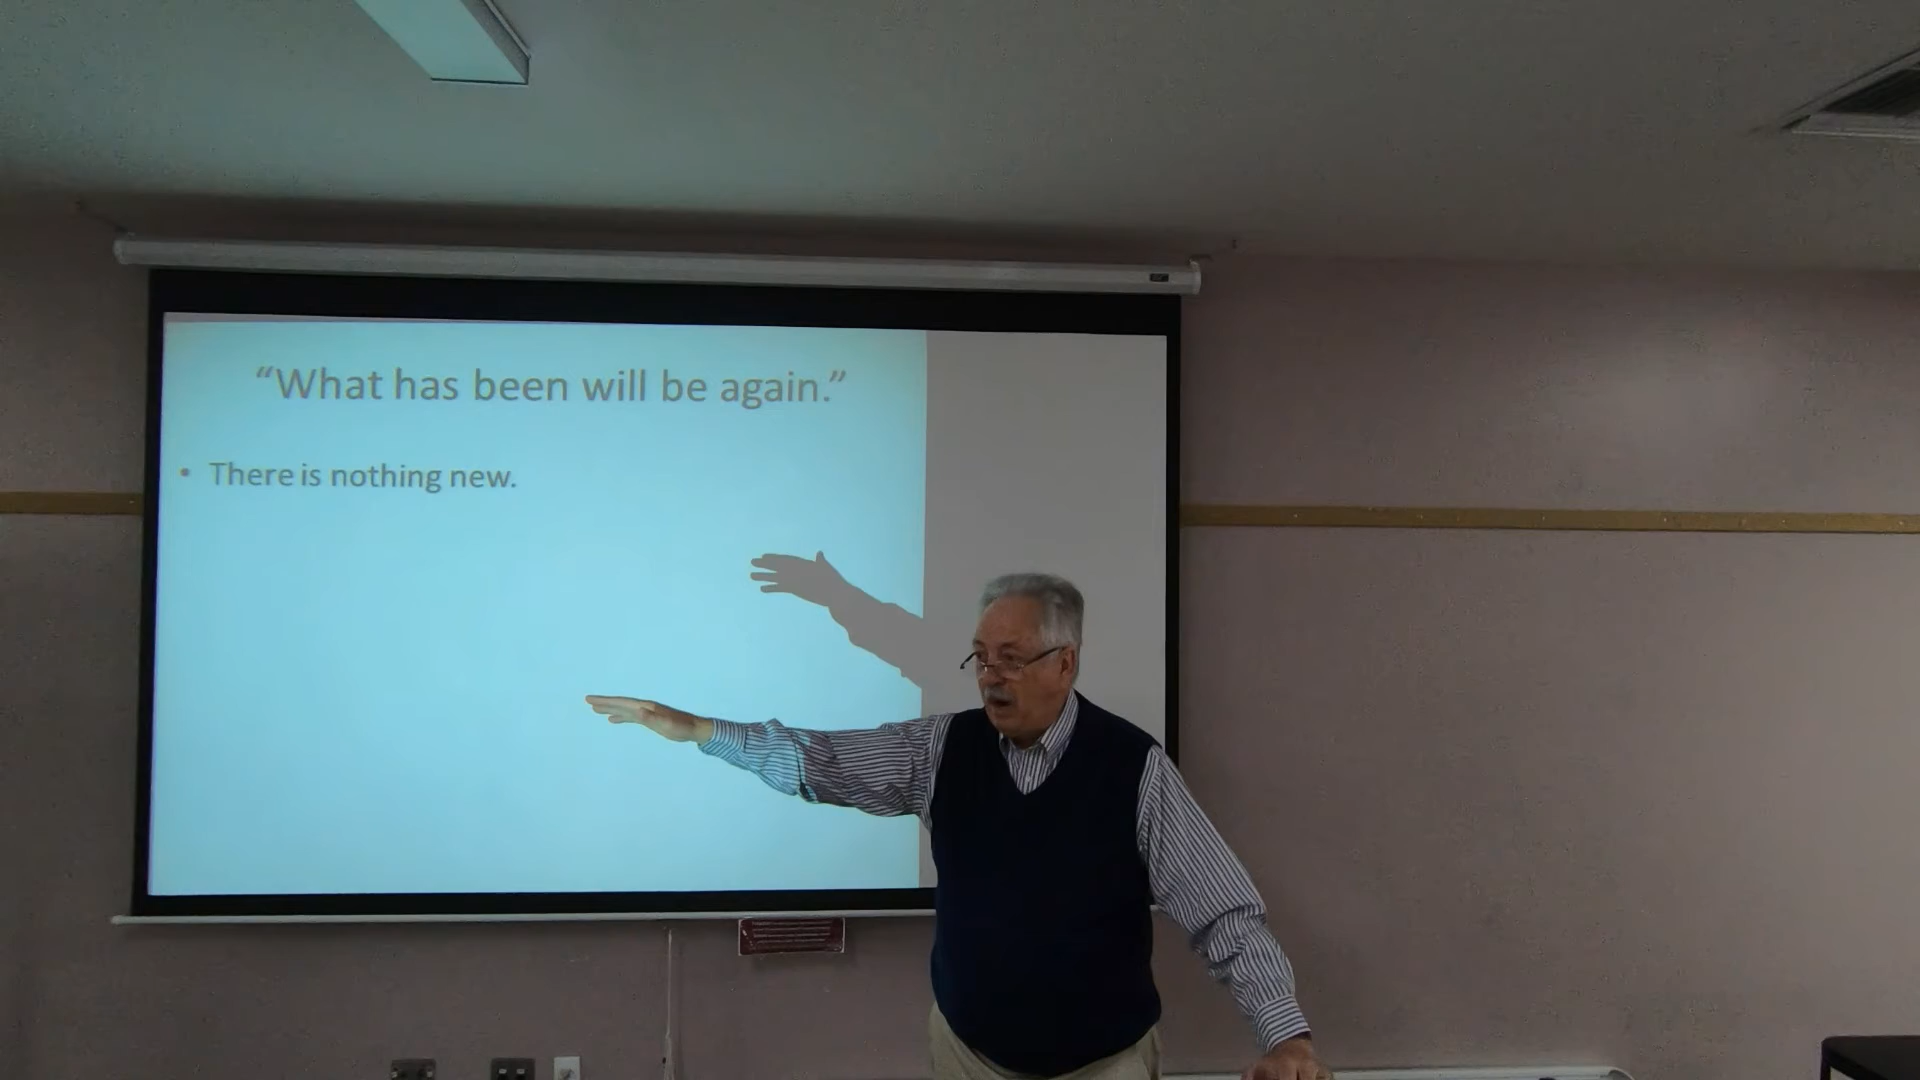 “What has been will be again.”
• There is nothing new.